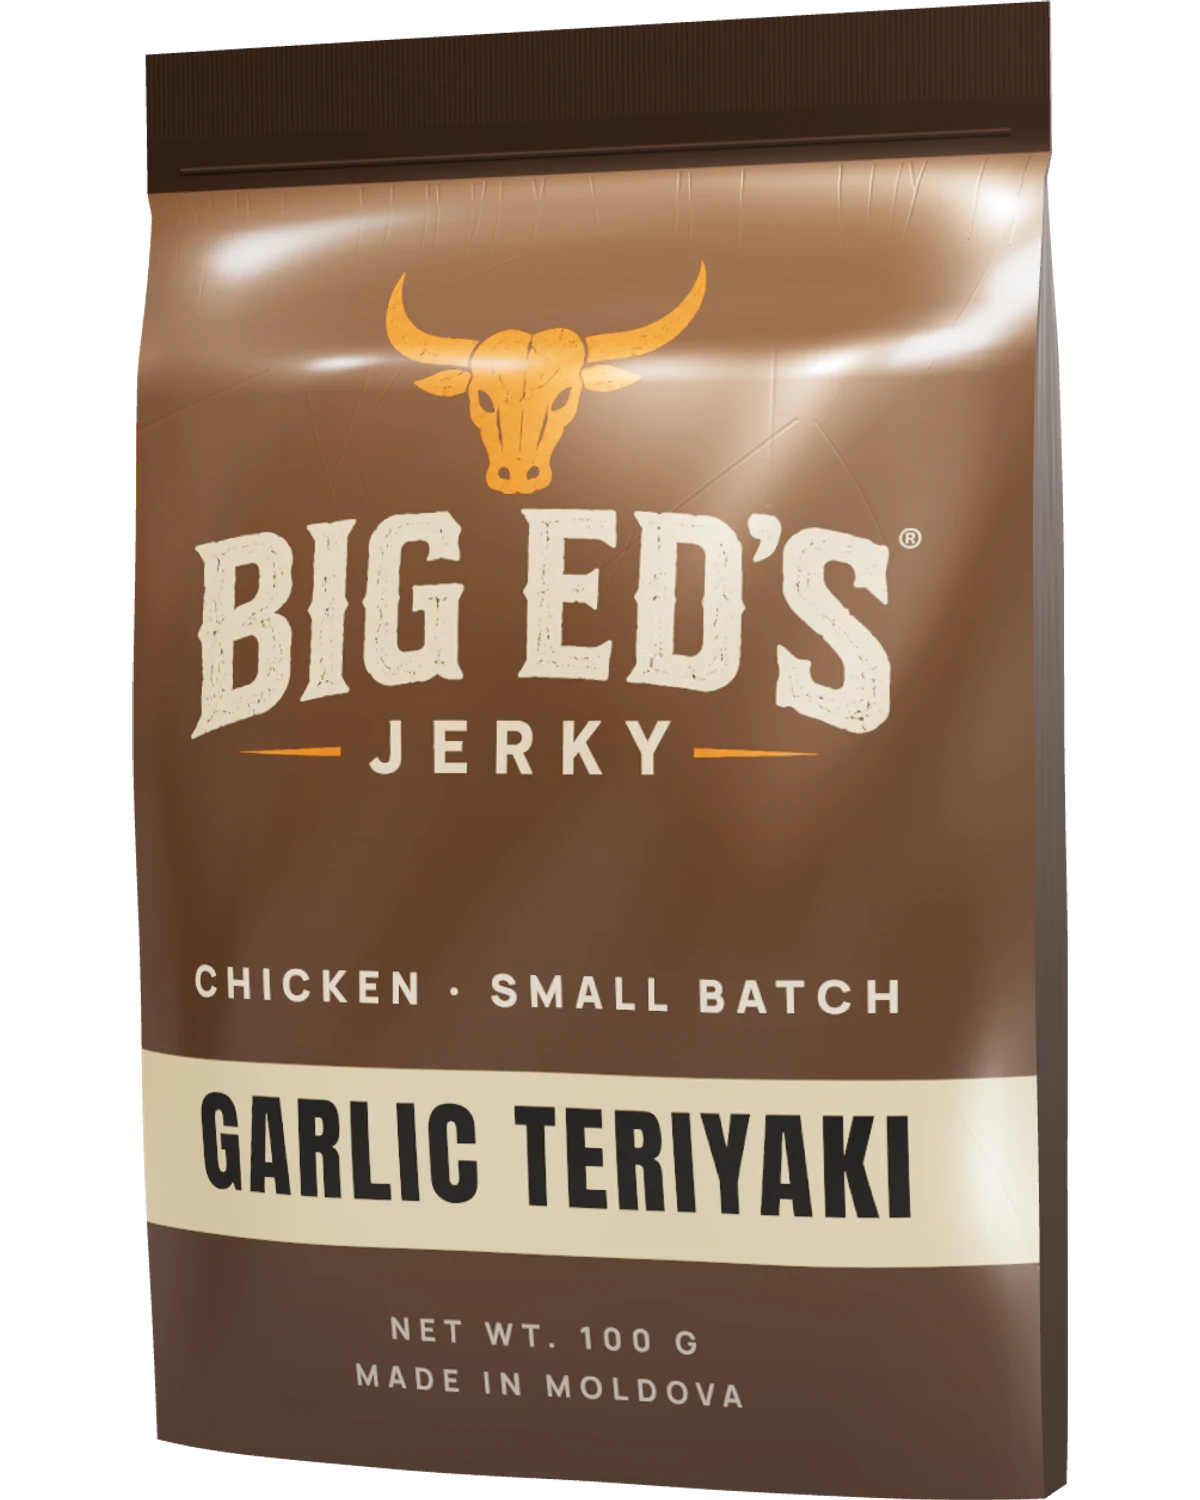 BIG ED'S®
JERKY
CHICKEN · SMALL BATCH
GARLIC TERIYAKI
NET WT. 100 G
MADE IN MOLDOVA